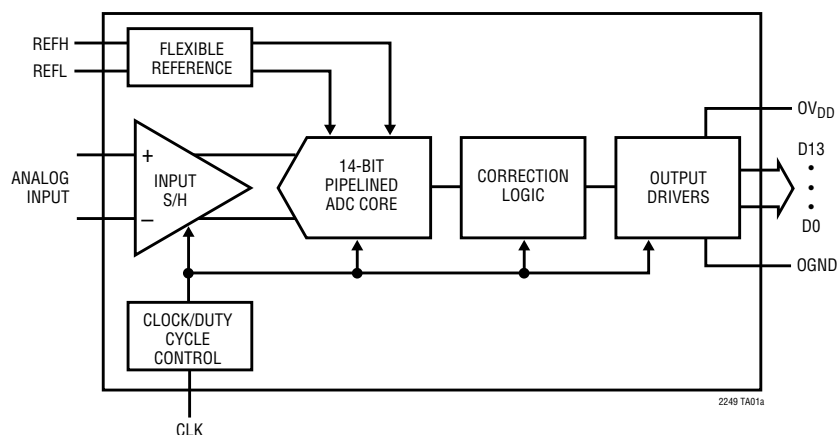 REFH
REFL
FLEXIBLE
REFERENCE
OVDD
ANALOG
INPUT
+
–
INPUT
S/H
14-BIT
PIPELINED
ADC CORE
CORRECTION
LOGIC
OUTPUT
DRIVERS
D13
•
•
•
D0
OGND
CLOCK/DUTY
CYCLE
CONTROL
CLK
2249 TA01a